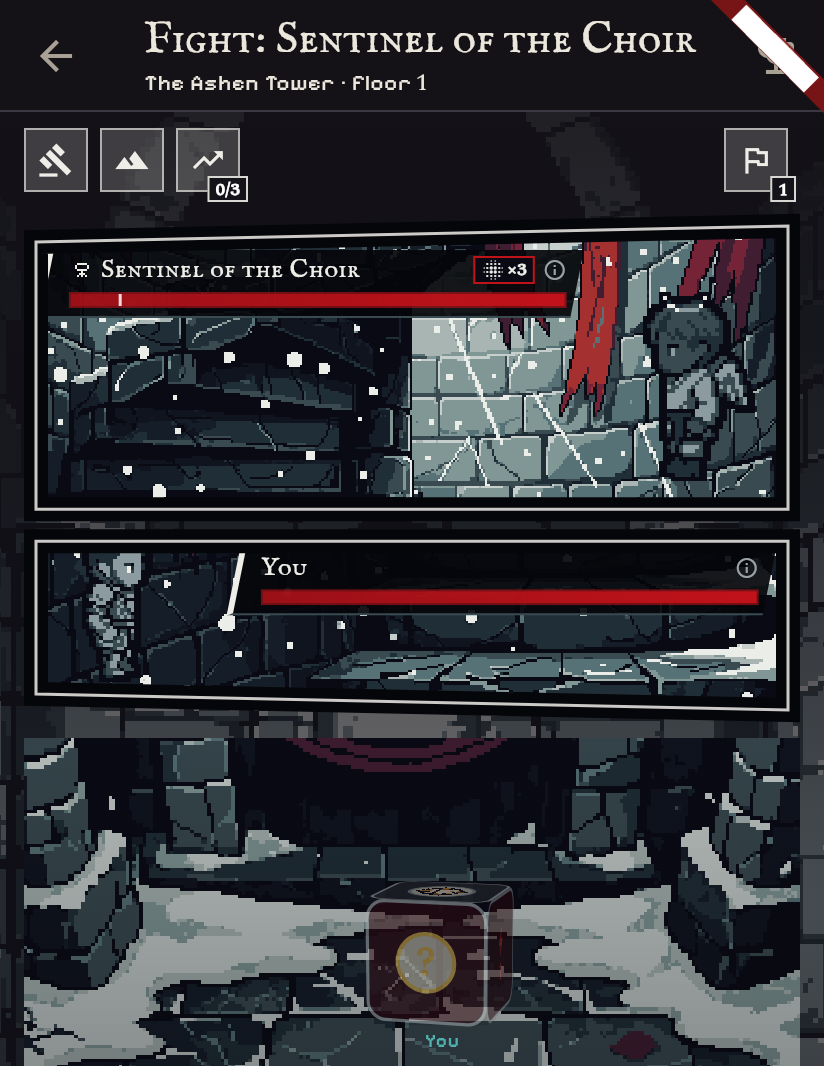 Fight: Sentinel of the Choir
The Ashen Tower · Floor 1
0/3
1
Sentinel of the Choir
×3
You
?
You